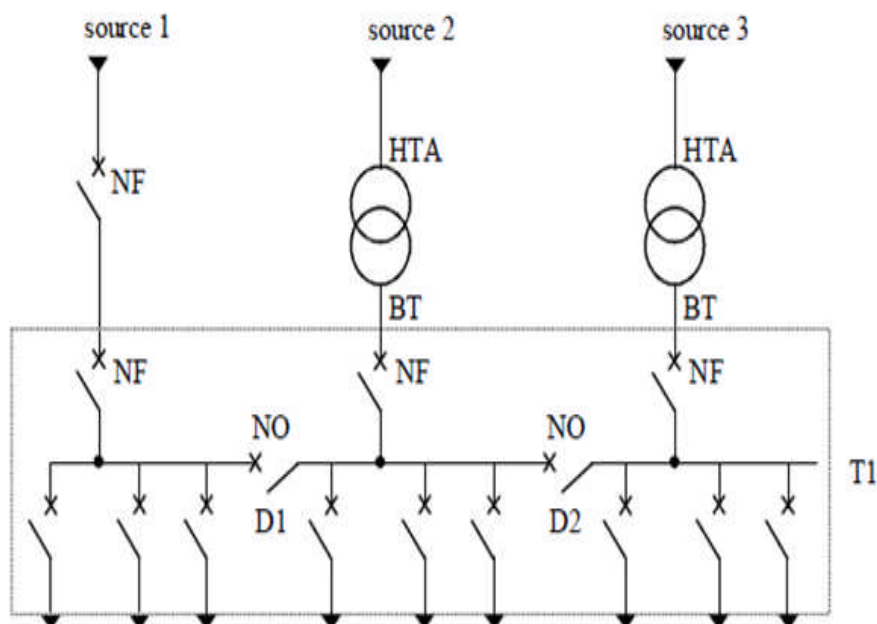 source 1 source 2 source 3
HTA HTA
NF
BT BT
NF NF NF
NO NO
T1
D1 D2